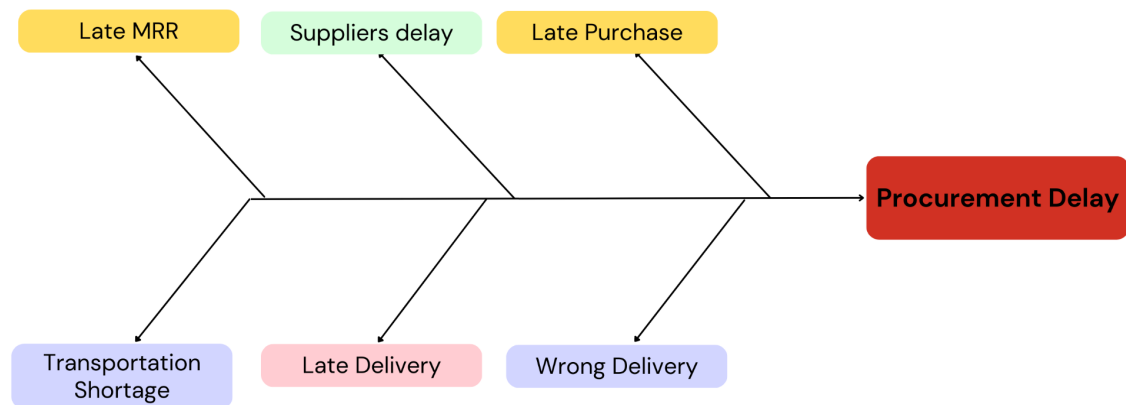 Late MRR
Suppliers delay
Late Purchase
Procurement Delay
Transportation
Shortage
Late Delivery
Wrong Delivery